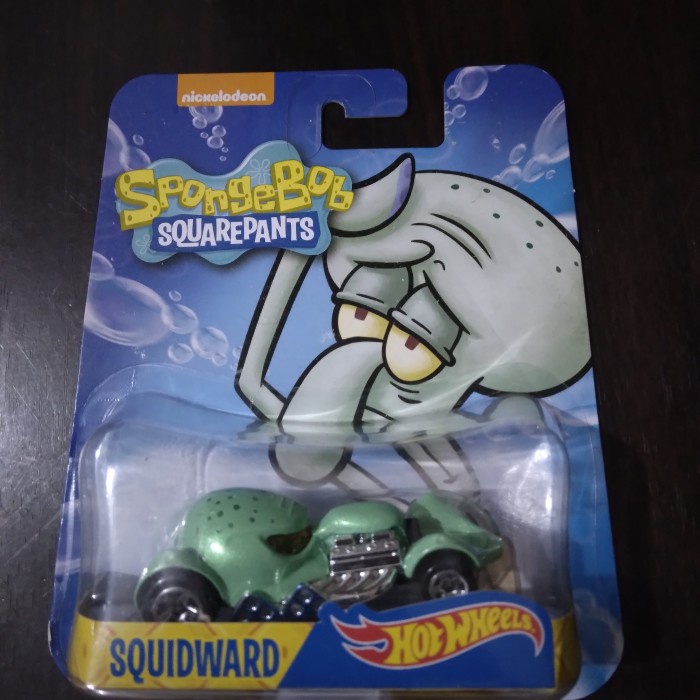 nickelodeon
SPONGEBOB
SQUAREPANTS
SQUIDWARD
HOT WHEELS